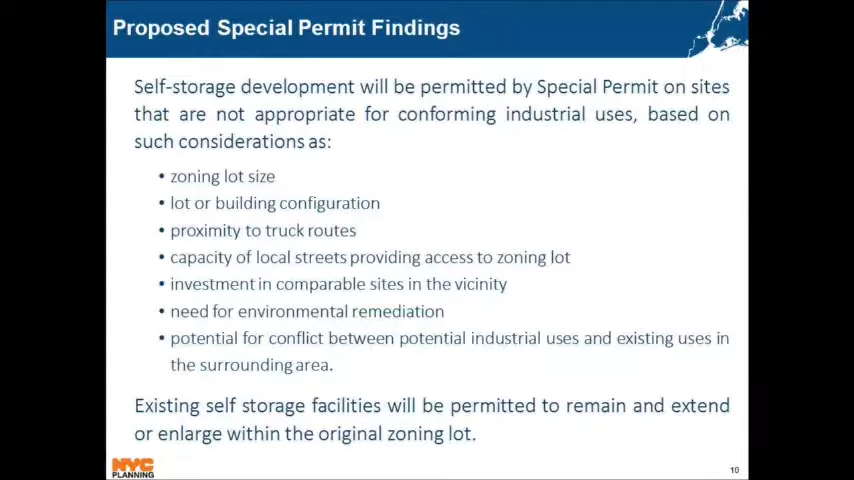 Proposed Special Permit Findings
Self-storage development will be permitted by Special Permit on sites
that are not appropriate for conforming industrial uses, based on
such considerations as:
• zoning lot size
• lot or building configuration
• proximity to truck routes
• capacity of local streets providing access to zoning lot
• investment in comparable sites in the vicinity
• need for environmental remediation
• potential for conflict between potential industrial uses and existing uses in
the surrounding area.
Existing self storage facilities will be permitted to remain and extend
or enlarge within the original zoning lot.
NYC
PLANNING
10